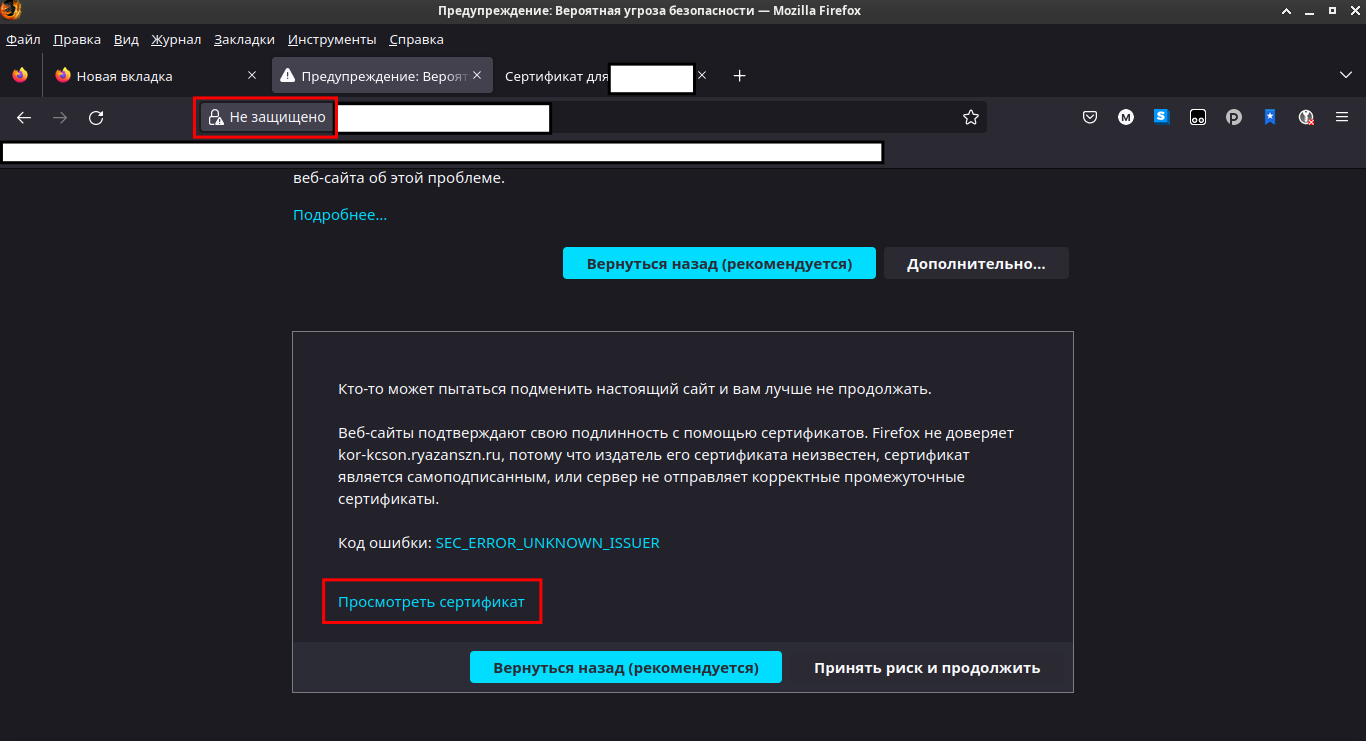 Предупреждение: Вероятная угроза безопасности — Mozilla Firefox
Файл Правка Вид Журнал Закладки Инструменты Справка
Новая вкладка
Предупреждение: Вероят
Сертификат для
Не защищено
веб-сайта об этой проблеме.
Подробнее…
Вернуться назад (рекомендуется)
Дополнительно…
Кто-то может пытаться подменить настоящий сайт и вам лучше не продолжать.
Веб-сайты подтверждают свою подлинность с помощью сертификатов. Firefox не доверяет
kor-kcson.ryazanszn.ru, потому что издатель его сертификата неизвестен, сертификат
является самоподписанным, или сервер не отправляет корректные промежуточные
сертификаты.
Код ошибки: SEC_ERROR_UNKNOWN_ISSUER
Просмотреть сертификат
Вернуться назад (рекомендуется)
Принять риск и продолжить